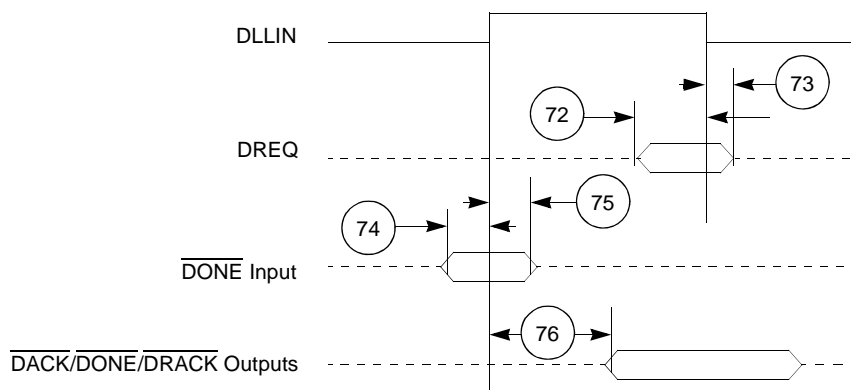 DLLIN
73
72
DREQ
75
74
DONE Input
76
DACK/DONE/DRACK Outputs